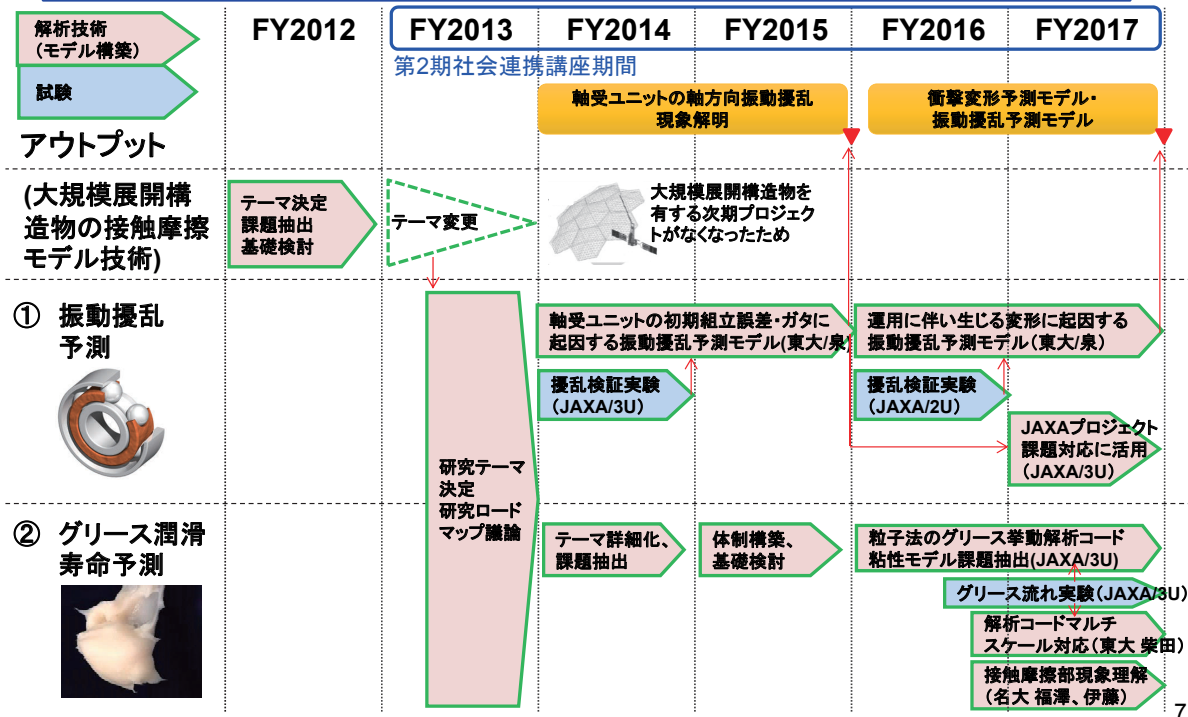 解析技術
(モデル構築)
試験
FY2012
FY2013
FY2014
FY2015
FY2016
FY2017
第2期社会連携講座期間
アウトプット
軸受ユニットの軸方向振動擾乱
現象解明
衝撃変形予測モデル・
振動擾乱予測モデル
(大規模展開構
造物の接触摩擦
モデル技術)
テーマ決定
課題抽出
基礎検討
テーマ変更
大規模展開構造物を
有する次期プロジェク
トがなくなったため
① 振動擾乱
予測
軸受ユニットの初期組立誤差・ガタに
起因する振動擾乱予測モデル(東大/泉)
運用に伴い生じる変形に起因する
振動擾乱予測モデル(東大/泉)
擾乱検証実験
(JAXA/3U)
擾乱検証実験
(JAXA/2U)
JAXAプロジェクト
課題対応に活用
(JAXA/3U)
研究テーマ
決定
研究ロード
マップ議論
② グリース潤滑
寿命予測
テーマ詳細化、
課題抽出
体制構築、
基礎検討
粒子法のグリース挙動解析コード
粘性モデル課題抽出(JAXA/3U)
グリース流れ実験(JAXA/3U)
解析コードマルチ
スケール対応(東大 柴田)
接触摩擦部現象理解
(名大 福澤、伊藤)
7